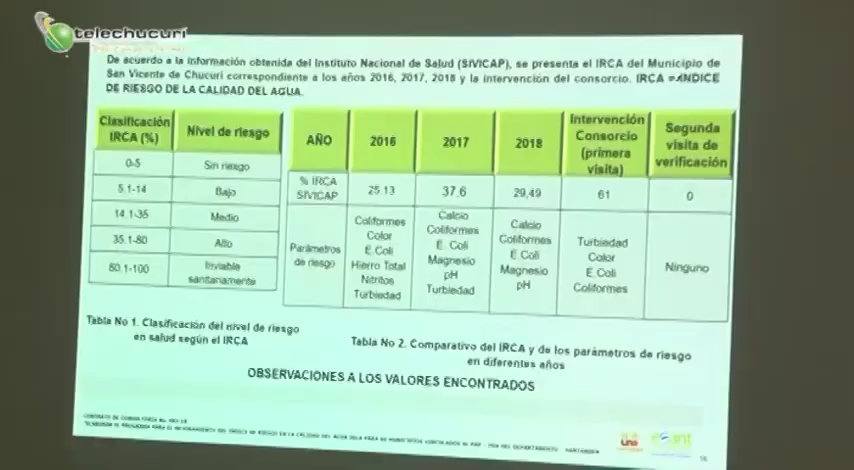 telechucurí
De acuerdo a la información obtenida del Instituto Nacional de Salud (SIVICAP), se presenta el IRCA del Municipio de
San Vicente de Chucurí correspondiente a los años 2016, 2017, 2018 y la intervención del consorcio. IRCA = INDICE
DE RIESGO DE LA CALIDAD DEL AGUA.
Clasificación IRCA (%) Nivel de riesgo
0-5 Sin riesgo
5.1-14 Bajo
14.1-35 Medio
35.1-80 Alto
80.1-100 Inviable sanitariamente
Tabla No 1. Clasificación del nivel de riesgo
en salud según el IRCA
AÑO 2016 2017 2018 Intervención Consorcio (primera visita) Segunda visita de verificación
% IRCA SIVICAP 25.13 37.6 29,49 61 0
Parámetros de riesgo
Coliformes
Color
E.Coli
Hierro Total
Nitritos
Turbiedad
Calcio
Coliformes
E. Coli
Magnesio
pH
Turbiedad
Calcio
Coliformes
E.Coli
Magnesio
pH
Turbiedad
Color
E.Coli
Coliformes
Ninguno
Tabla No 2. Comparativo del IRCA y de los parámetros de riesgo
en diferentes años
OBSERVACIONES A LOS VALORES ENCONTRADOS